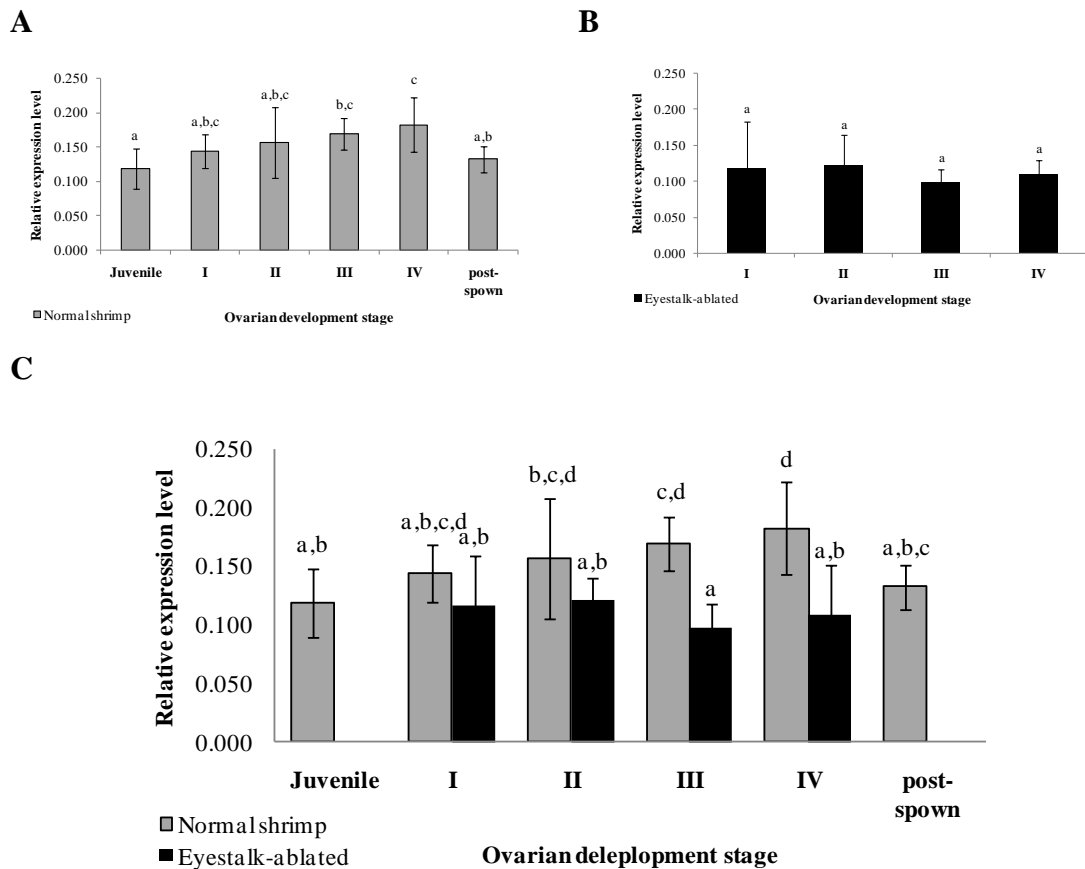 A
Relative expression level
0.250
0.200
0.150
0.100
0.050
0.000
a
a,b,c
a,b,c
b,c
c
a,b
Juvenile
I
II
III
IV
post-
spown
Normal shrimp
Ovarian development stage
B
Relative expression level
0.250
0.200
0.150
0.100
0.050
0.000
a
a
a
a
I
II
III
IV
Eyestalk-ablated
Ovarian development stage
C
Relative expression level
0.250
0.200
0.150
0.100
0.050
0.000
a,b
a,b,c,d
a,b
b,c,d
a,b
c,d
a
d
a,b
a,b,c
Juvenile
I
II
III
IV
post-
spown
Normal shrimp
Eyestalk-ablated
Ovarian deleplopment stage